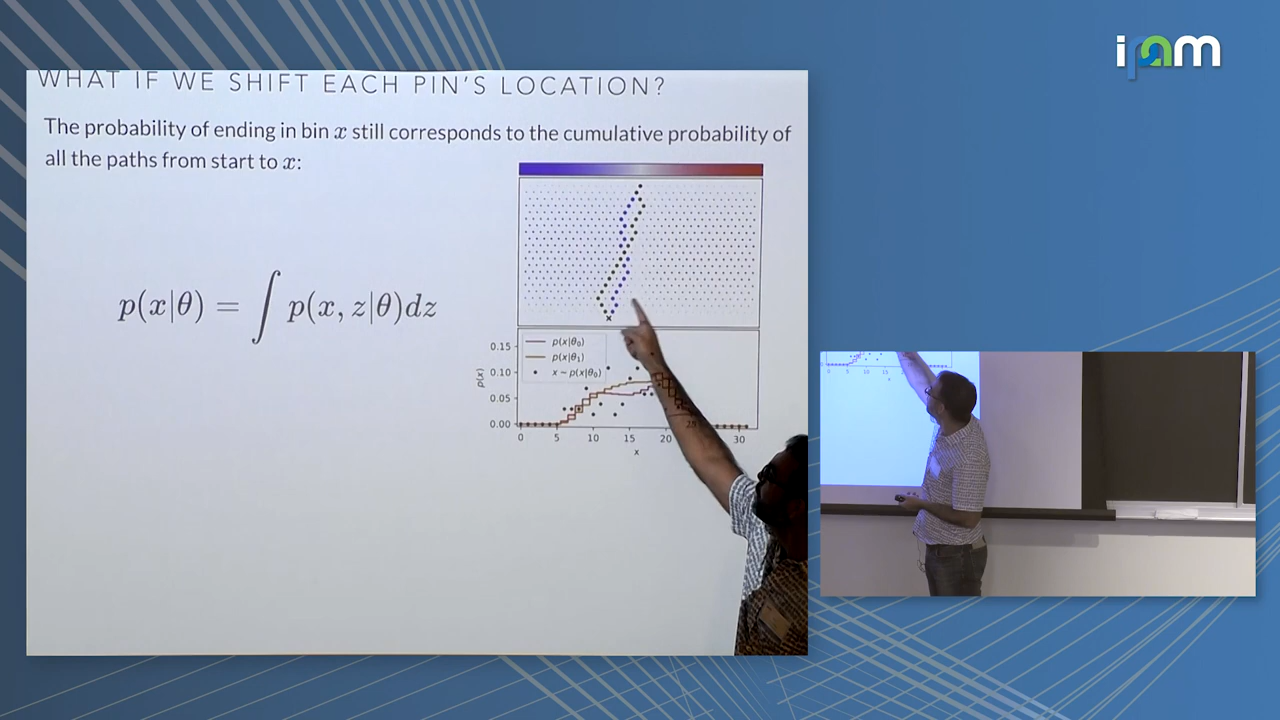 ipam
WHAT IF WE SHIFT EACH PIN'S LOCATION?
The probability of ending in bin x still corresponds to the cumulative probability of
all the paths from start to x:
p(x|θ) = ∫ p(x, z|θ)dz
p(x|θ₀)
p(x|θ₁)
x ~ p(x|θ₀)
p(x)
0.15
0.10
0.05
0.00
0 5 10 15 20 25 30
x